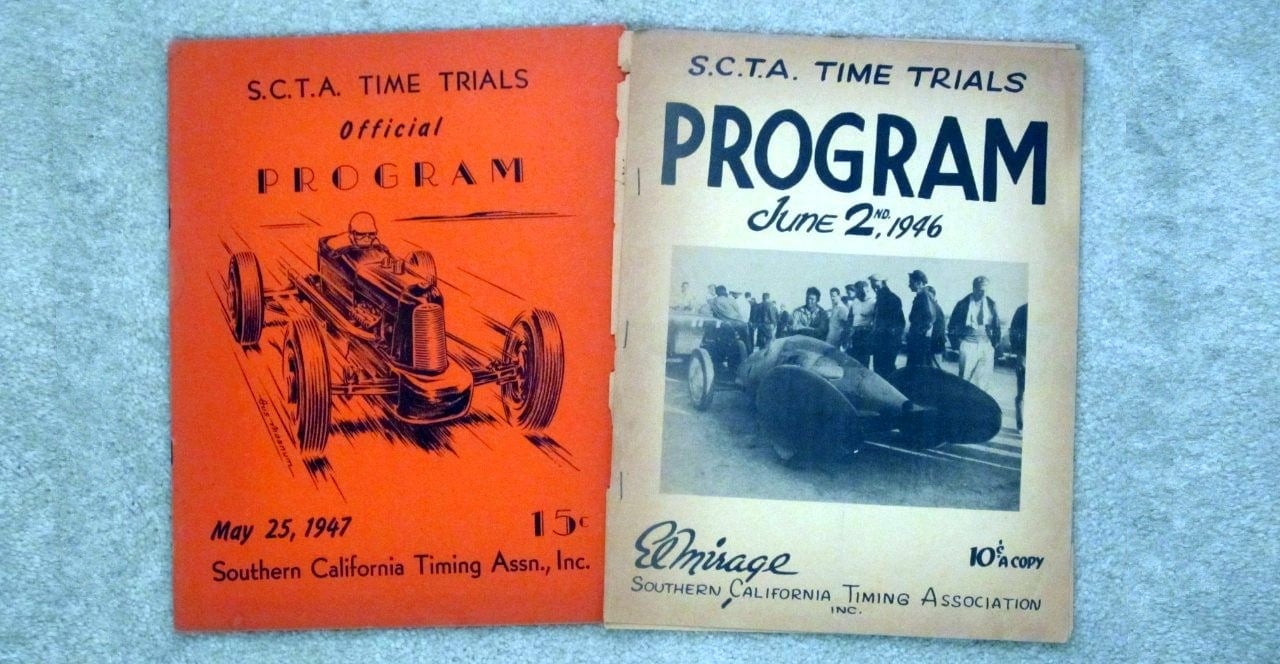 S.C.T.A. TIME TRIALS
Official
PROGRAM
May 25, 1947
15c
Southern California Timing Assn., Inc.
S.C.T.A. TIME TRIALS
PROGRAM
JUNE 2ND, 1946
El Mirage
10¢ A COPY
SOUTHERN CALIFORNIA TIMING ASSOCIATION
INC.